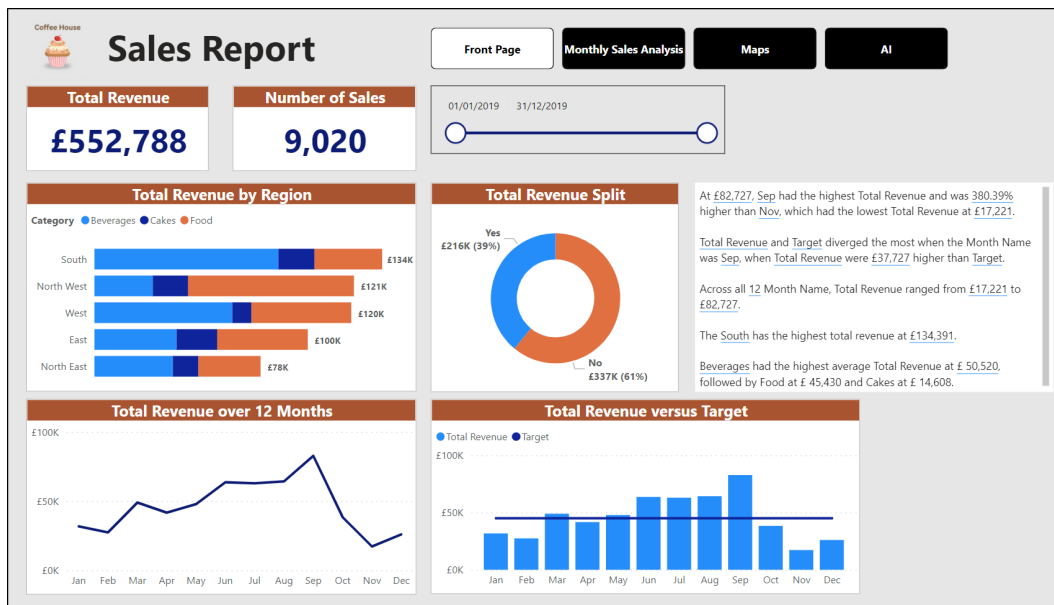 Coffee House
Sales Report
Front Page
Monthly Sales Analysis
Maps
AI
Total Revenue
£552,788
Number of Sales
9,020
01/01/2019 31/12/2019
Total Revenue by Region
Category Beverages Cakes Food
South £134K
North West £121K
West £120K
East £100K
North East £78K
Total Revenue Split
Yes
£216K (39%)
No
£337K (61%)
At £82,727, Sep had the highest Total Revenue and was 380.39%
higher than Nov, which had the lowest Total Revenue at £17,221.
Total Revenue and Target diverged the most when the Month Name
was Sep, when Total Revenue were £37,727 higher than Target.
Across all 12 Month Name, Total Revenue ranged from £17,221 to
£82,727.
The South has the highest total revenue at £134,391.
Beverages had the highest average Total Revenue at £ 50,520,
followed by Food at £ 45,430 and Cakes at £ 14,608.
Total Revenue over 12 Months
£100K
£50K
£0K
Jan Feb Mar Apr May Jun Jul Aug Sep Oct Nov Dec
Total Revenue versus Target
Total Revenue Target
£100K
£50K
£0K
Jan Feb Mar Apr May Jun Jul Aug Sep Oct Nov Dec